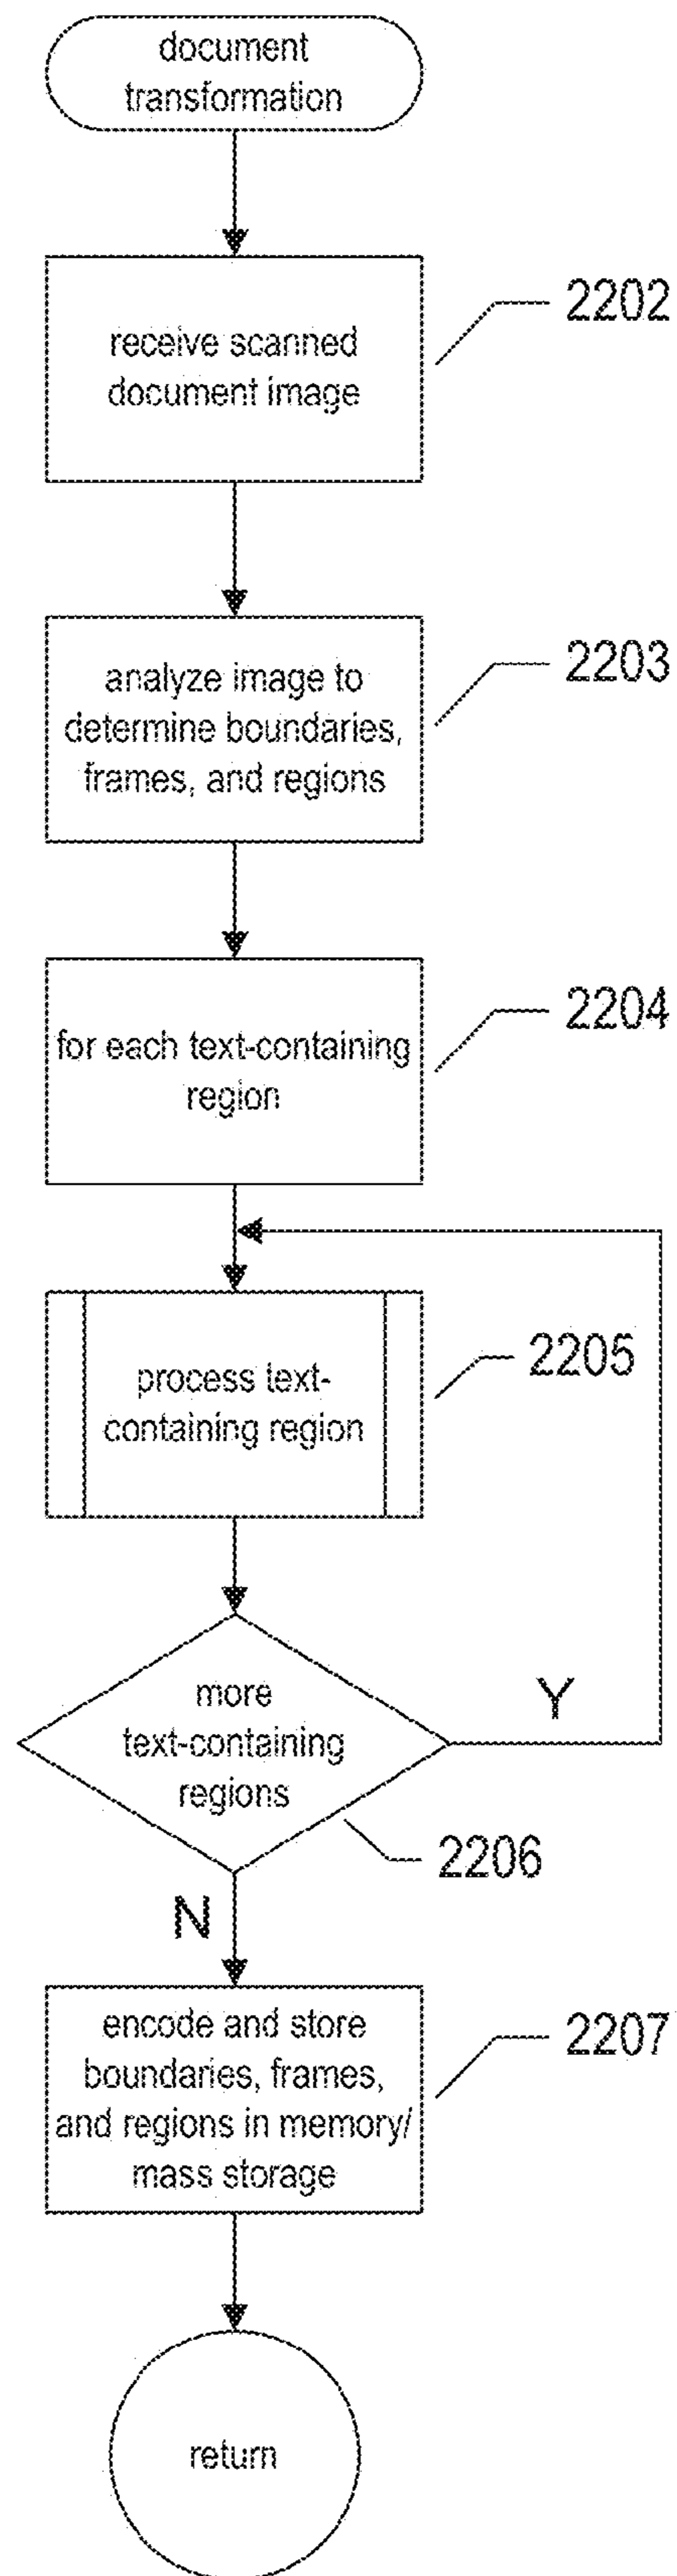 document
transformation
receive scanned
document image
2202
analyze image to
determine boundaries,
frames, and regions
2203
for each text-containing
region
2204
process text-
containing region
2205
more
text-containing
regions
Y
2206
N
encode and store
boundaries, frames,
and regions in memory/
mass storage
2207
return